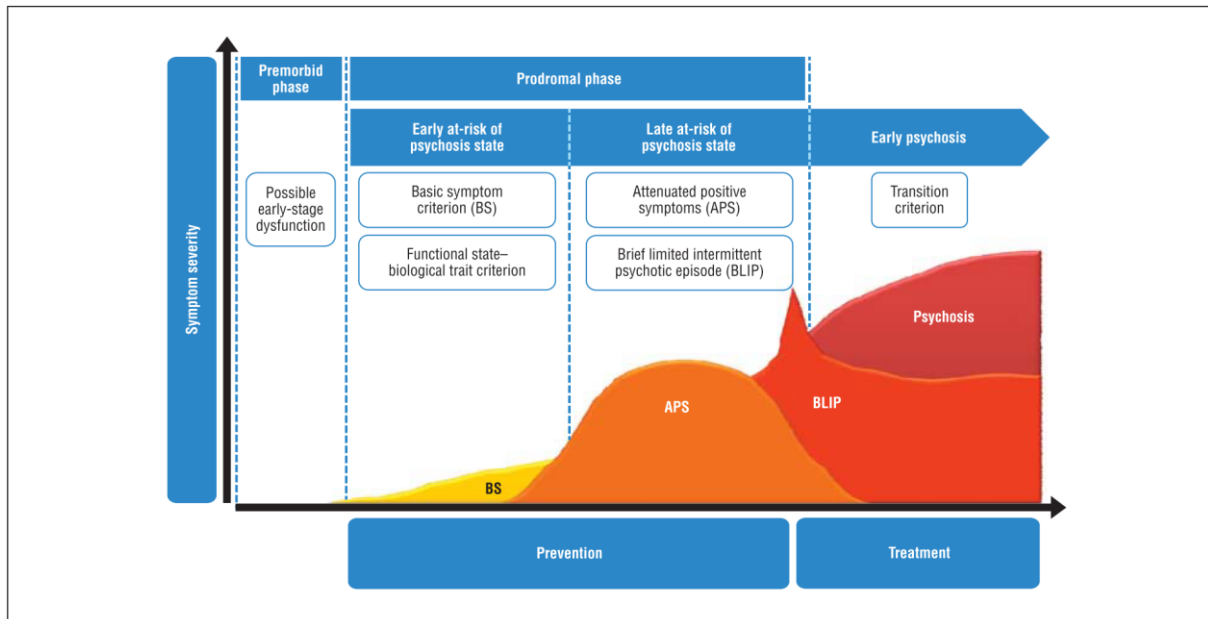 Premorbid
phase
Prodromal phase
Early at-risk of
psychosis state
Late at-risk of
psychosis state
Early psychosis
Possible
early-stage
dysfunction
Basic symptom
criterion (BS)
Attenuated positive
symptoms (APS)
Transition
criterion
Functional state–
biological trait criterion
Brief limited intermittent
psychotic episode (BLIP)
Symptom severity
Psychosis
APS
BLIP
BS
Prevention
Treatment